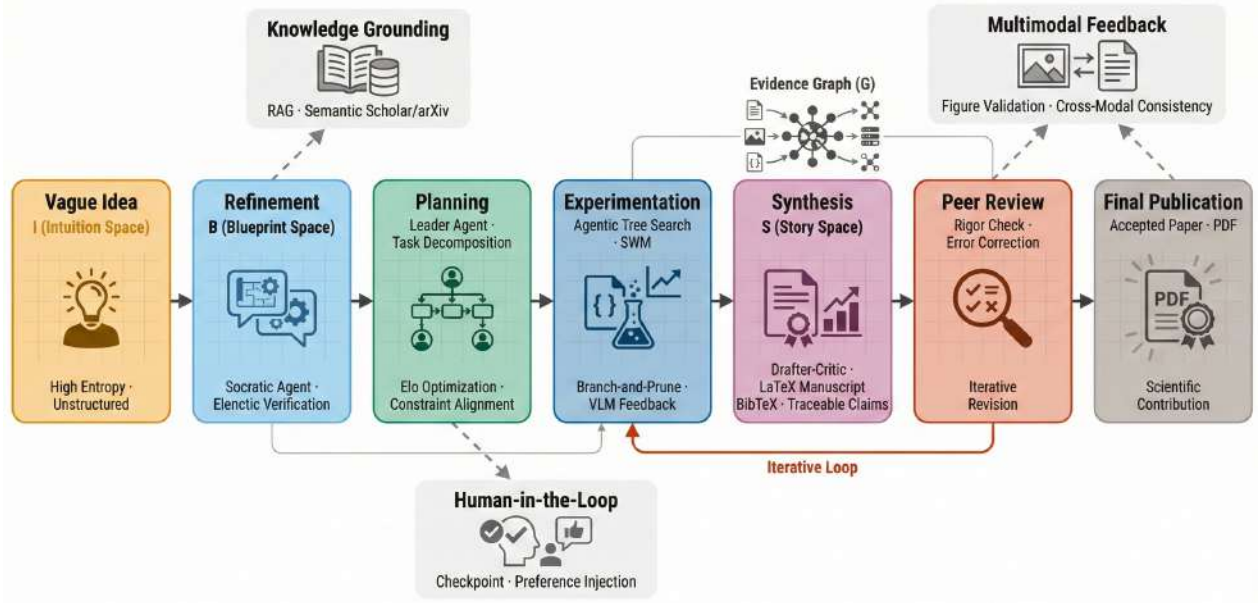 Knowledge Grounding
RAG · Semantic Scholar/arXiv
Evidence Graph (G)
{}
Multimodal Feedback
Figure Validation · Cross-Modal Consistency
Vague Idea
I (Intuition Space)
High Entropy ·
Unstructured
Refinement
B (Blueprint Space)
Socratic Agent ·
Elenctic Verification
Planning
Leader Agent ·
Task Decomposition
Elo Optimization ·
Constraint Alignment
Experimentation
Agentic Tree Search
· SWM
{}
Branch-and-Prune ·
VLM Feedback
Synthesis
S (Story Space)
Drafter-Critic ·
LaTeX Manuscript
BibTeX · Traceable Claims
Peer Review
Rigor Check ·
Error Correction
Iterative
Revision
Final Publication
Accepted Paper · PDF
PDF
Scientific
Contribution
Iterative Loop
Human-in-the-Loop
Checkpoint · Preference Injection